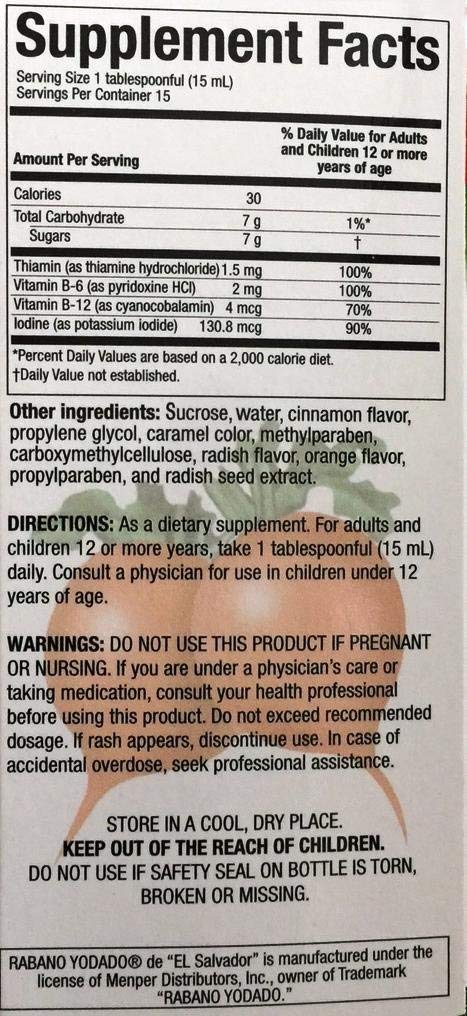 Supplement Facts
Serving Size 1 tablespoonful (15 mL)
Servings Per Container 15
% Daily Value for Adults
and Children 12 or more
years of age
Amount Per Serving
Calories 30
Total Carbohydrate 7 g 1%*
Sugars 7 g †
Thiamin (as thiamine hydrochloride) 1.5 mg 100%
Vitamin B-6 (as pyridoxine HCl) 2 mg 100%
Vitamin B-12 (as cyanocobalamin) 4 mcg 70%
Iodine (as potassium iodide) 130.8 mcg 90%
*Percent Daily Values are based on a 2,000 calorie diet.
†Daily Value not established.
Other ingredients: Sucrose, water, cinnamon flavor,
propylene glycol, caramel color, methylparaben,
carboxymethylcellulose, radish flavor, orange flavor,
propylparaben, and radish seed extract.
DIRECTIONS: As a dietary supplement. For adults and
children 12 or more years, take 1 tablespoonful (15 mL)
daily. Consult a physician for use in children under 12
years of age.
WARNINGS: DO NOT USE THIS PRODUCT IF PREGNANT
OR NURSING. If you are under a physician's care or
taking medication, consult your health professional
before using this product. Do not exceed recommended
dosage. If rash appears, discontinue use. In case of
accidental overdose, seek professional assistance.
STORE IN A COOL, DRY PLACE.
KEEP OUT OF THE REACH OF CHILDREN.
DO NOT USE IF SAFETY SEAL ON BOTTLE IS TORN,
BROKEN OR MISSING.
RABANO YODADO® de "EL Salvador" is manufactured under the
license of Menper Distributors, Inc., owner of Trademark
"RABANO YODADO."